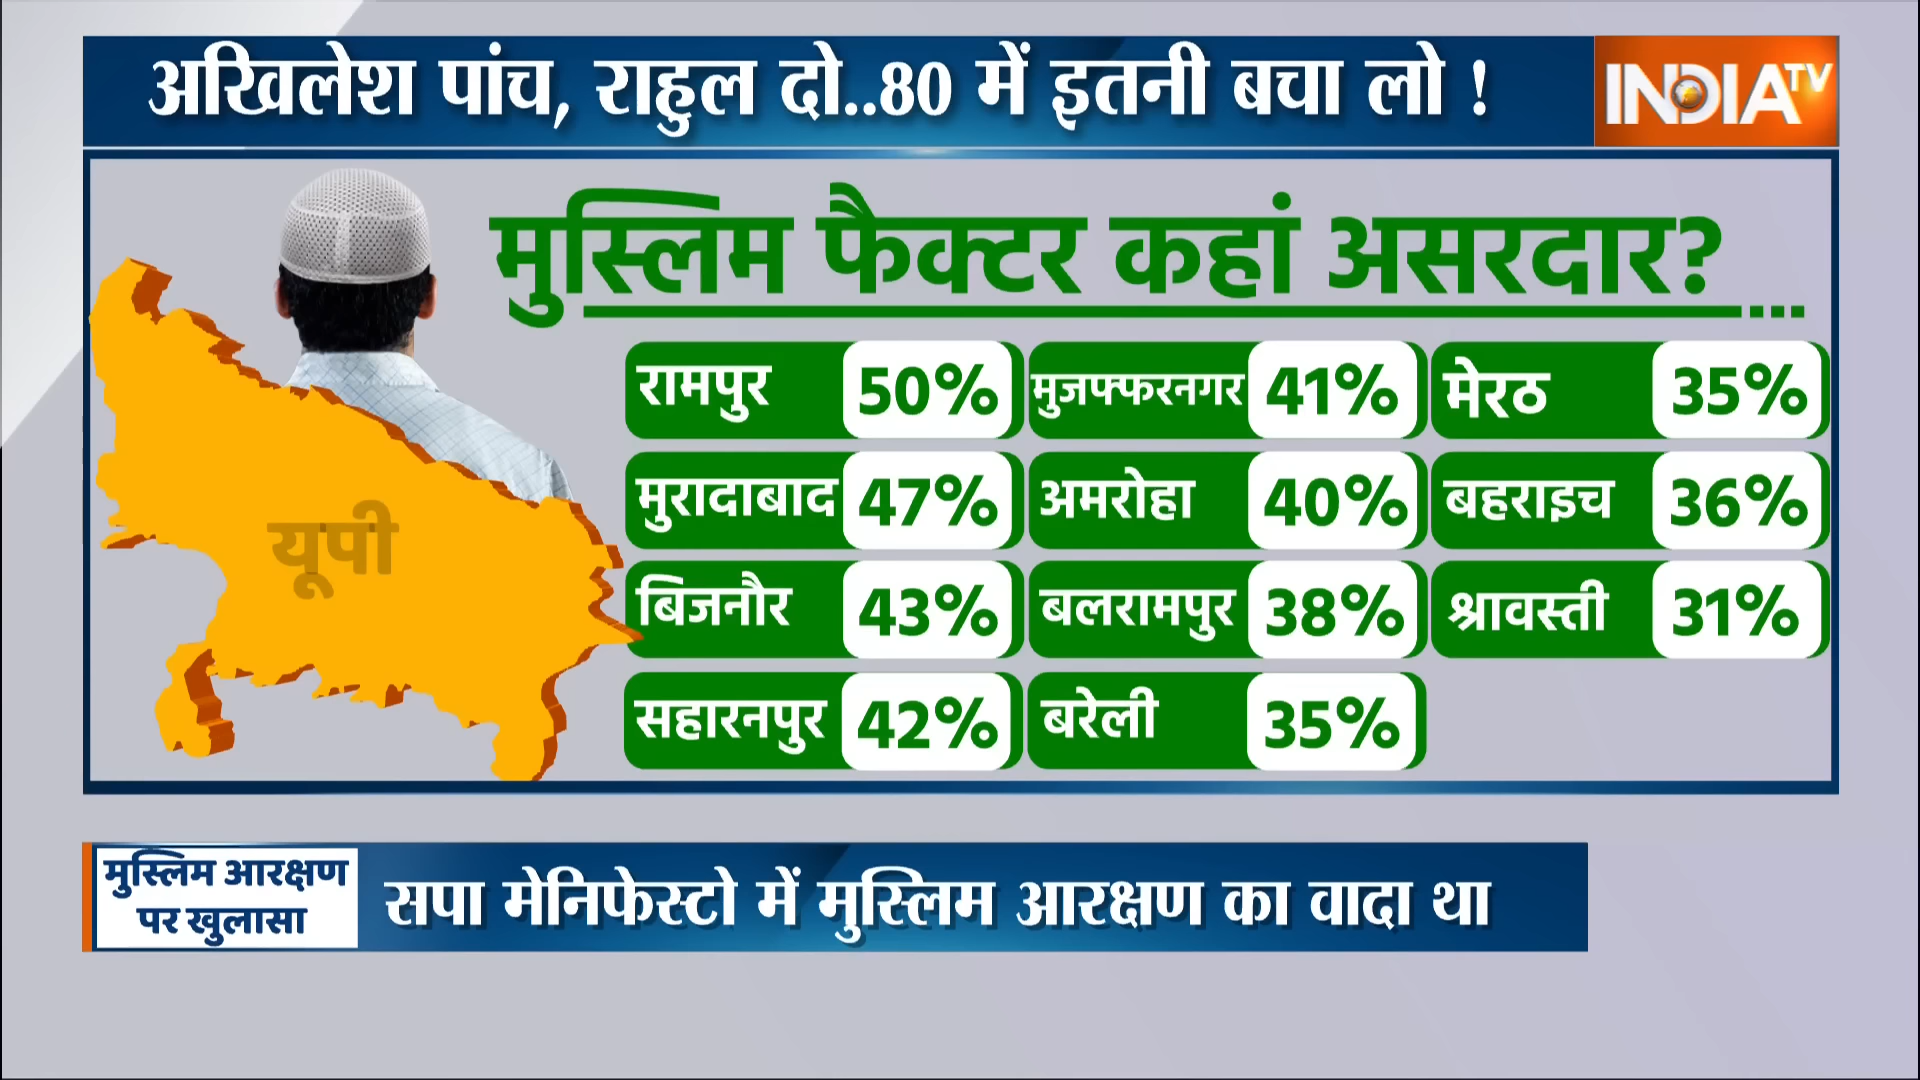 अखिलेश पांच, राहुल दो..80 में इतनी बचा लो !
INDIA TV
मुस्लिम फैक्टर कहां असरदार?...
यूपी
रामपुर 50% मुजफ्फरनगर 41% मेरठ 35%
मुरादाबाद 47% अमरोहा 40% बहराइच 36%
बिजनौर 43% बलरामपुर 38% श्रावस्ती 31%
सहारनपुर 42% बरेली 35%
मुस्लिम आरक्षण
पर खुलासा
सपा मेनिफेस्टो में मुस्लिम आरक्षण का वादा था